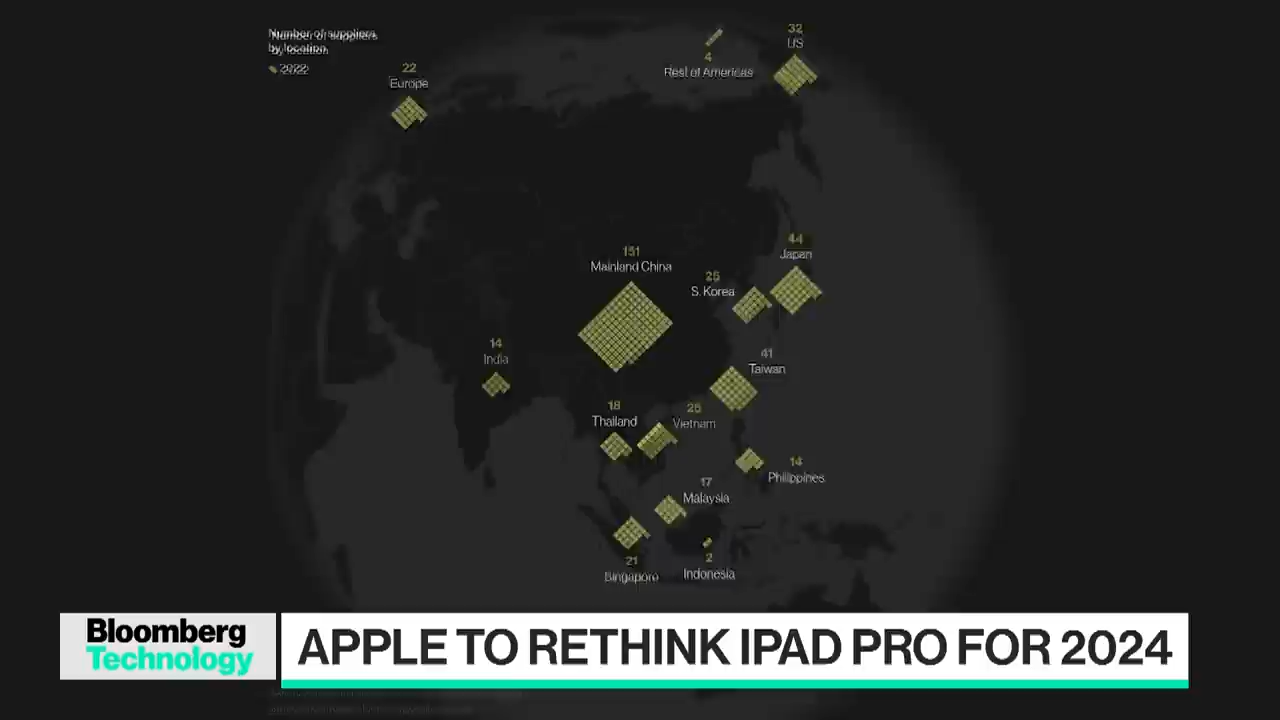 Number of suppliers
by location
2022
22
Europe
4
Rest of Americas
32
US
151
Mainland China
25
S. Korea
44
Japan
14
India
41
Taiwan
18
Thailand
25
Vietnam
14
Philippines
17
Malaysia
21
Singapore
2
Indonesia
Bloomberg
Technology
APPLE TO RETHINK IPAD PRO FOR 2024